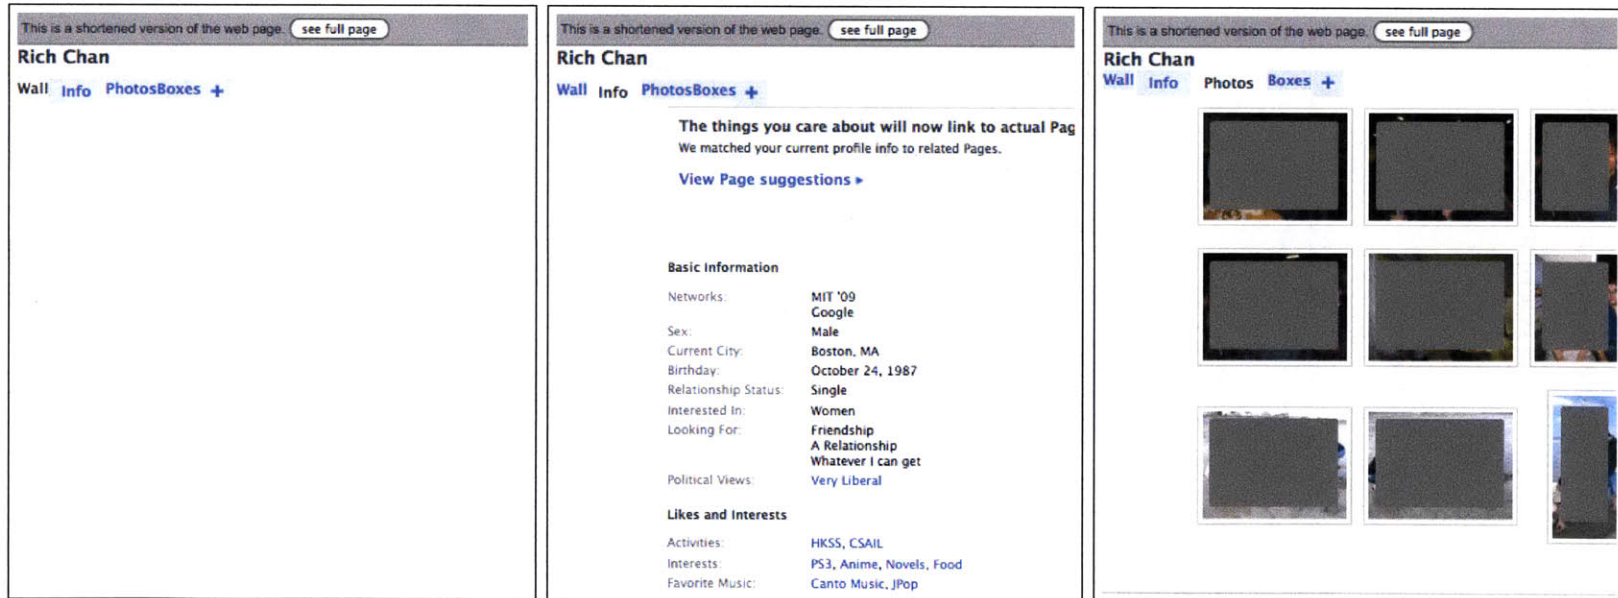 This is a shortened version of the web page. see full page
Rich Chan
Wall Info PhotosBoxes +
This is a shortened version of the web page. see full page
Rich Chan
Wall Info PhotosBoxes +
The things you care about will now link to actual Pag
We matched your current profile info to related Pages.
View Page suggestions ▸
Basic Information
Networks: MIT '09
Google
Sex: Male
Current City: Boston, MA
Birthday: October 24, 1987
Relationship Status: Single
Interested In: Women
Looking For: Friendship
A Relationship
Whatever I can get
Political Views: Very Liberal
Likes and Interests
Activities: HKSS, CSAIL
Interests: PS3, Anime, Novels, Food
Favorite Music: Canto Music, JPop
This is a shortened version of the web page. see full page
Rich Chan
Wall Info Photos Boxes +